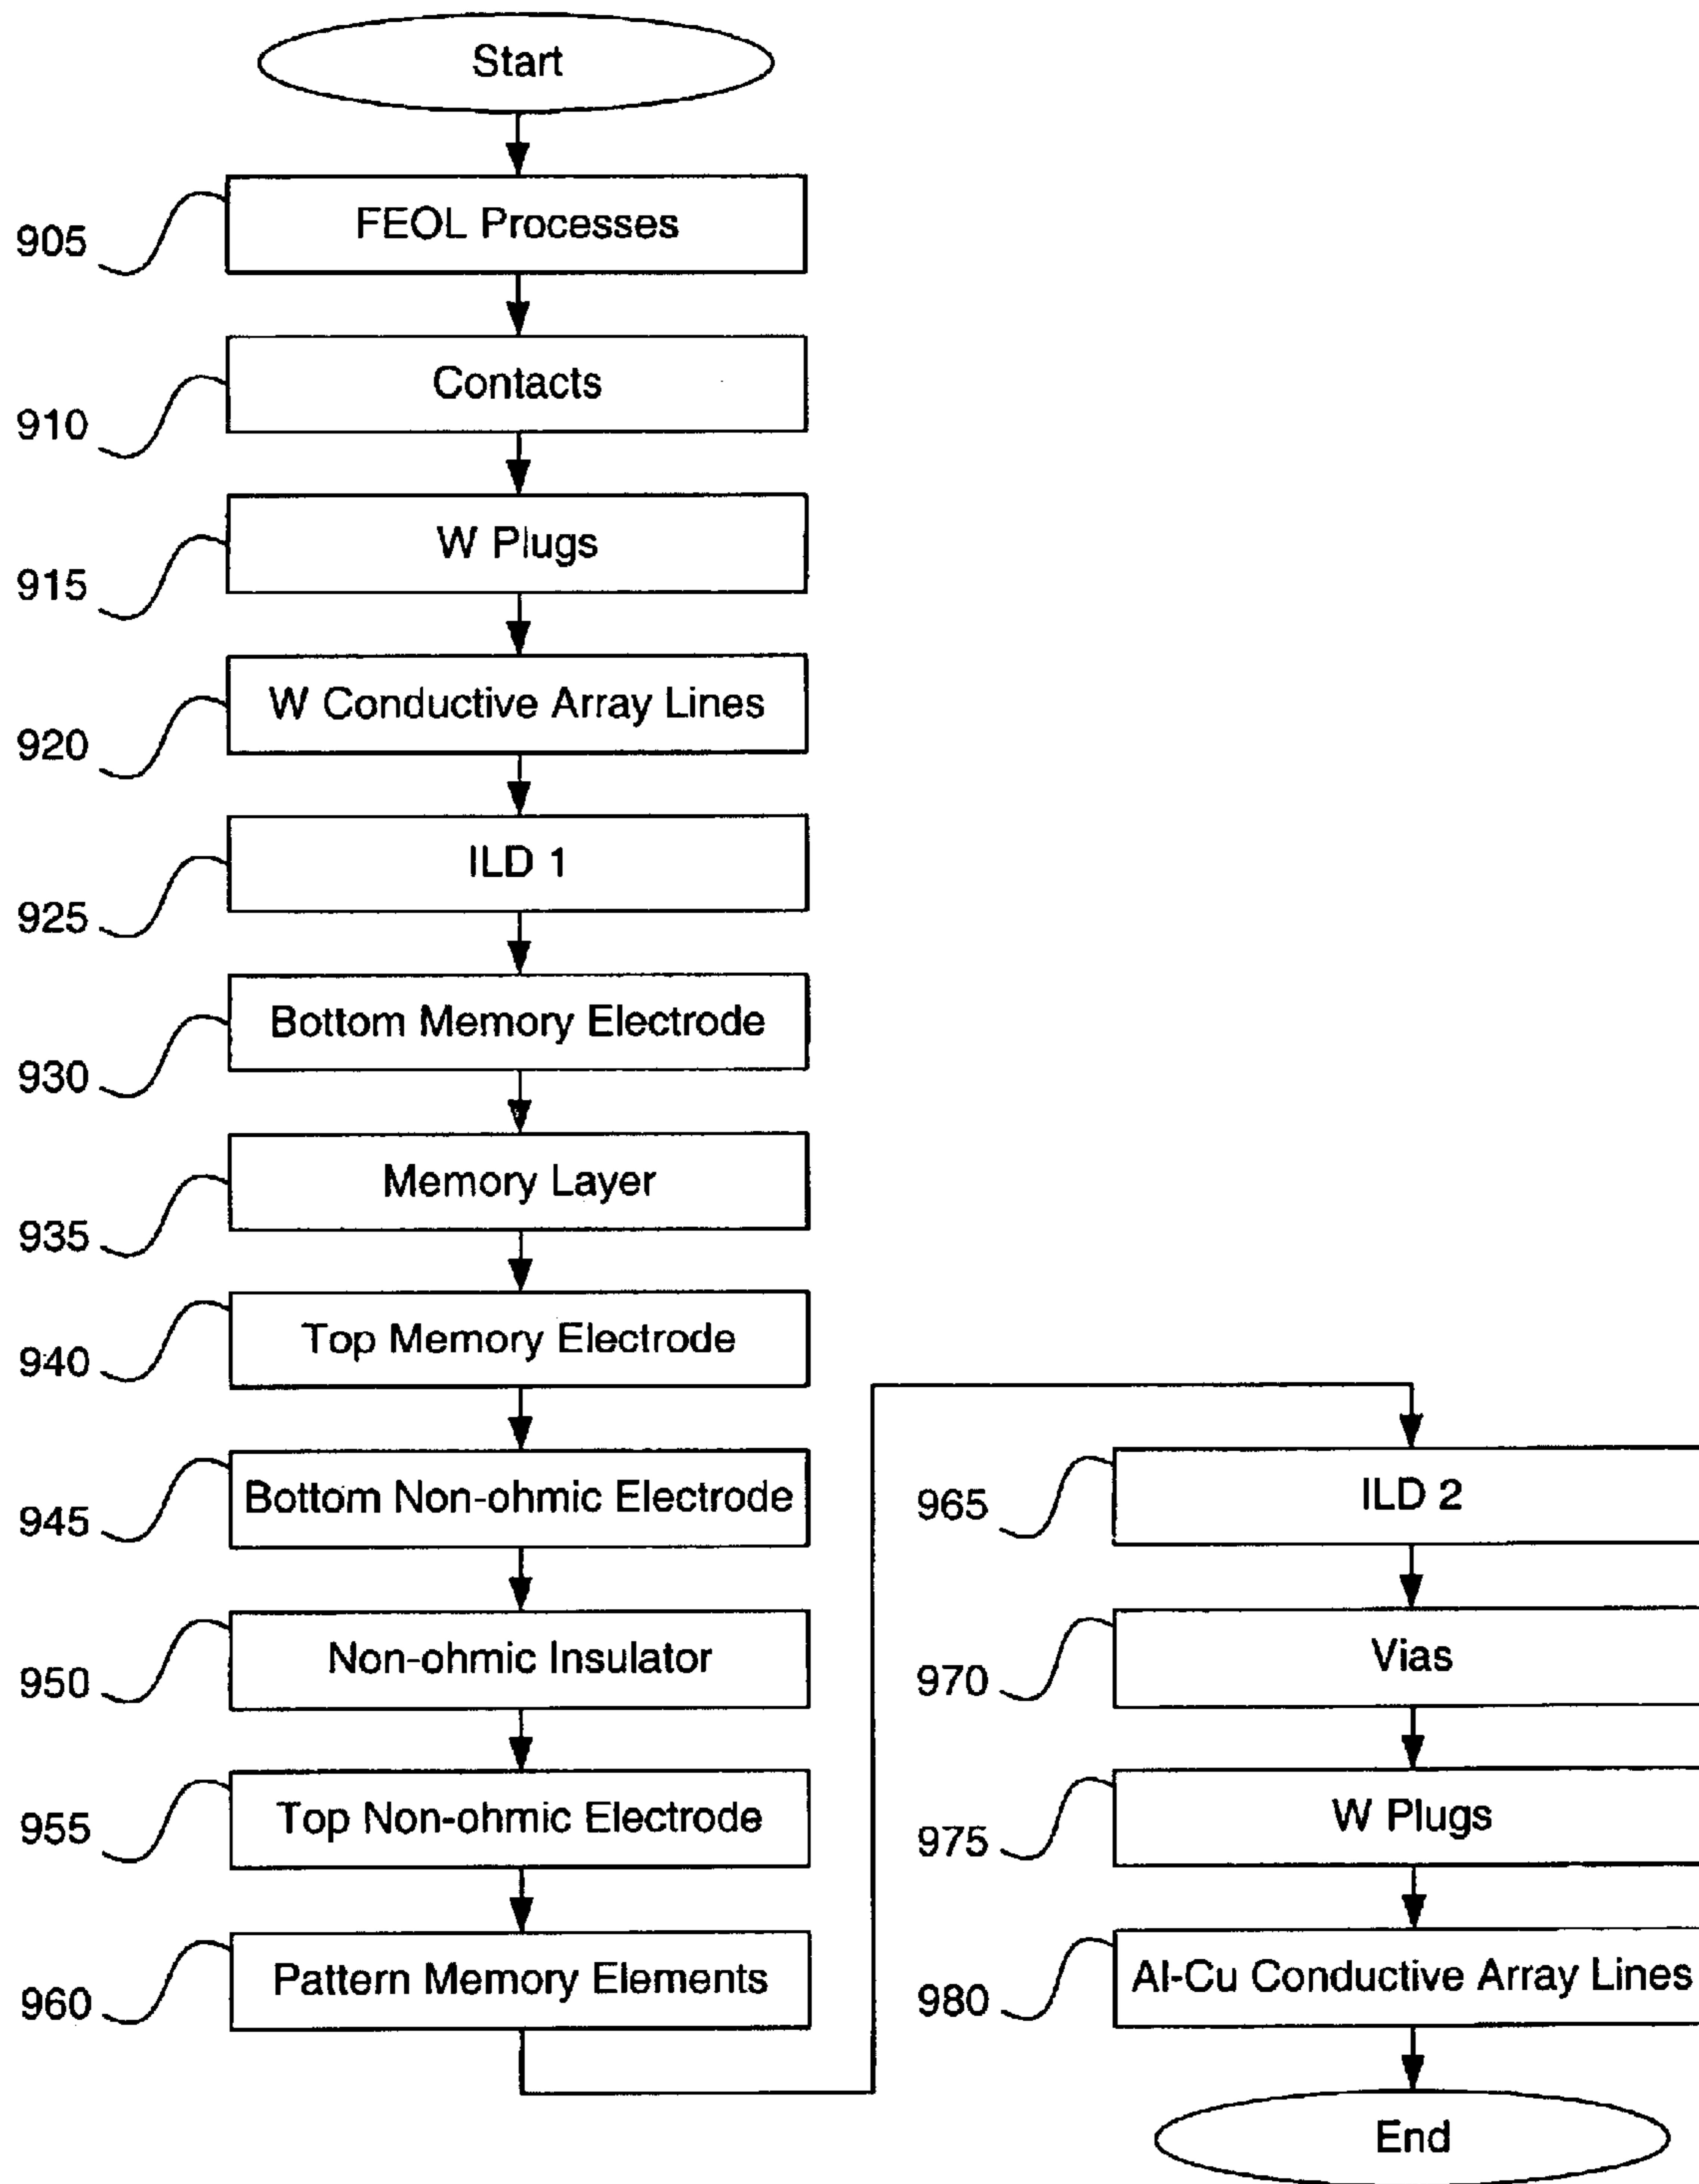 Start
905
FEOL Processes
910
Contacts
915
W Plugs
920
W Conductive Array Lines
925
ILD 1
930
Bottom Memory Electrode
935
Memory Layer
940
Top Memory Electrode
945
Bottom Non-ohmic Electrode
950
Non-ohmic Insulator
955
Top Non-ohmic Electrode
960
Pattern Memory Elements
965
ILD 2
970
Vias
975
W Plugs
980
Al-Cu Conductive Array Lines
End